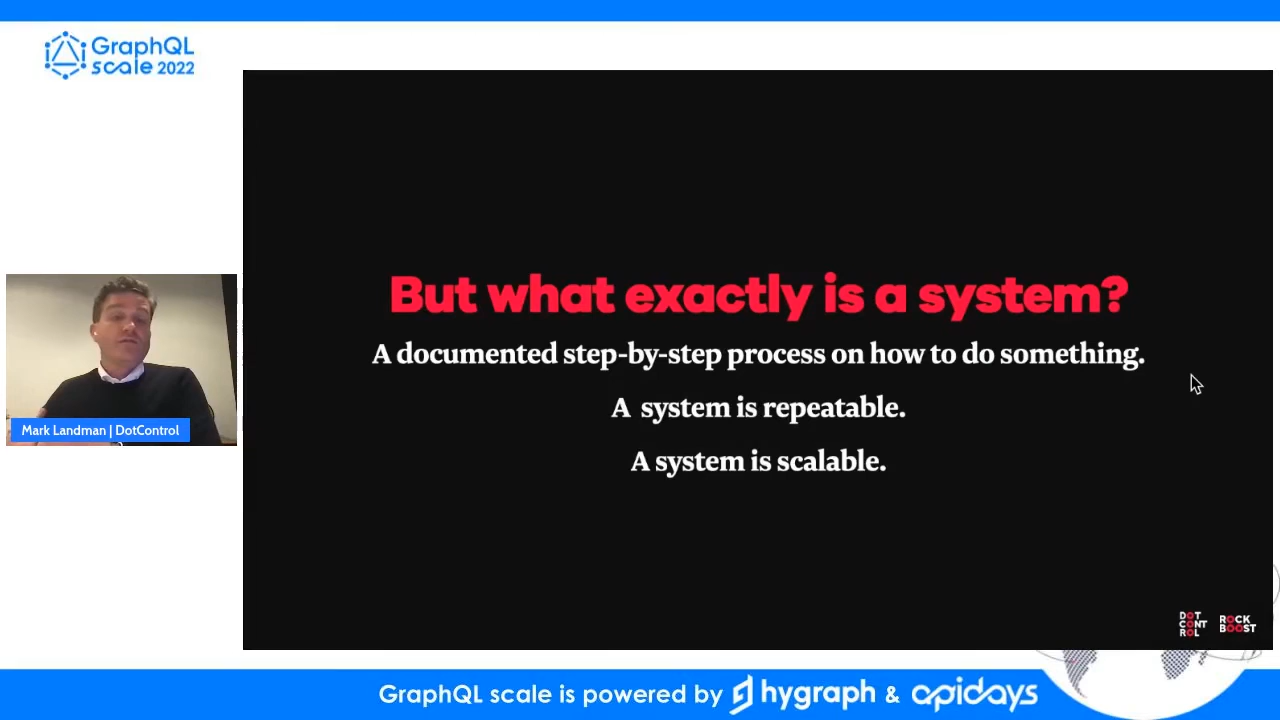 GraphQL
scale 2022
But what exactly is a system?
A documented step-by-step process on how to do something.
A system is repeatable.
A system is scalable.
Mark Landman | DotControl
DOT
CONT
ROL
ROCK
BOOST
GraphQL scale is powered by hygraph & apidays